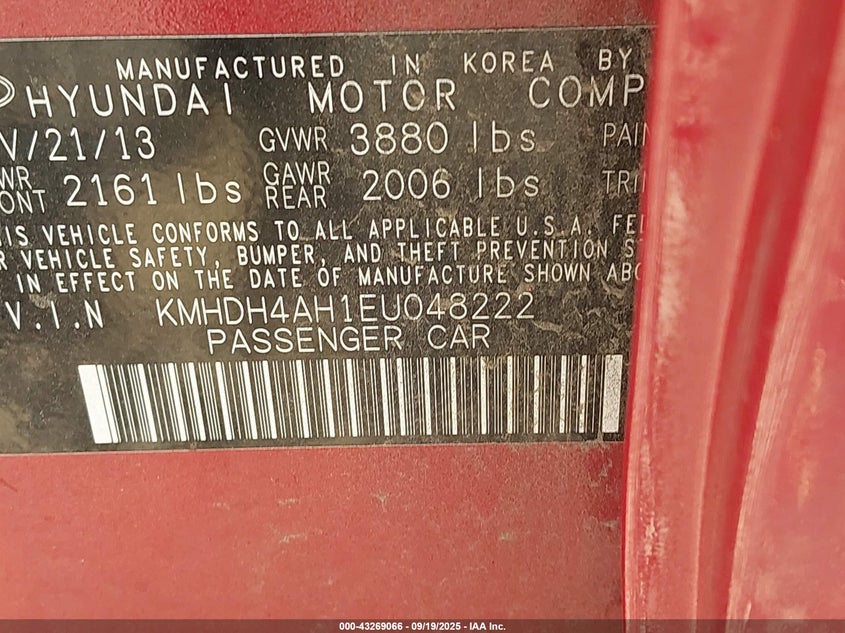 MANUFACTURED IN KOREA BY
HYUNDAI MOTOR COMP
V/21/13 GVWR 3880 lbs PAIN
WR ONT 2161 lbs GAWR REAR 2006 lbs TRI
IS VEHICLE CONFORMS TO ALL APPLICABLE U.S.A. FE
R VEHICLE SAFETY, BUMPER, AND THEFT PREVENTION S
IN EFFECT ON THE DATE OF MANUFACTURE SHOWN ABO
V.I.N KMHDH4AH1EU048222
PASSENGER CAR
000-43269066 - 09/19/2025 - IAA Inc.